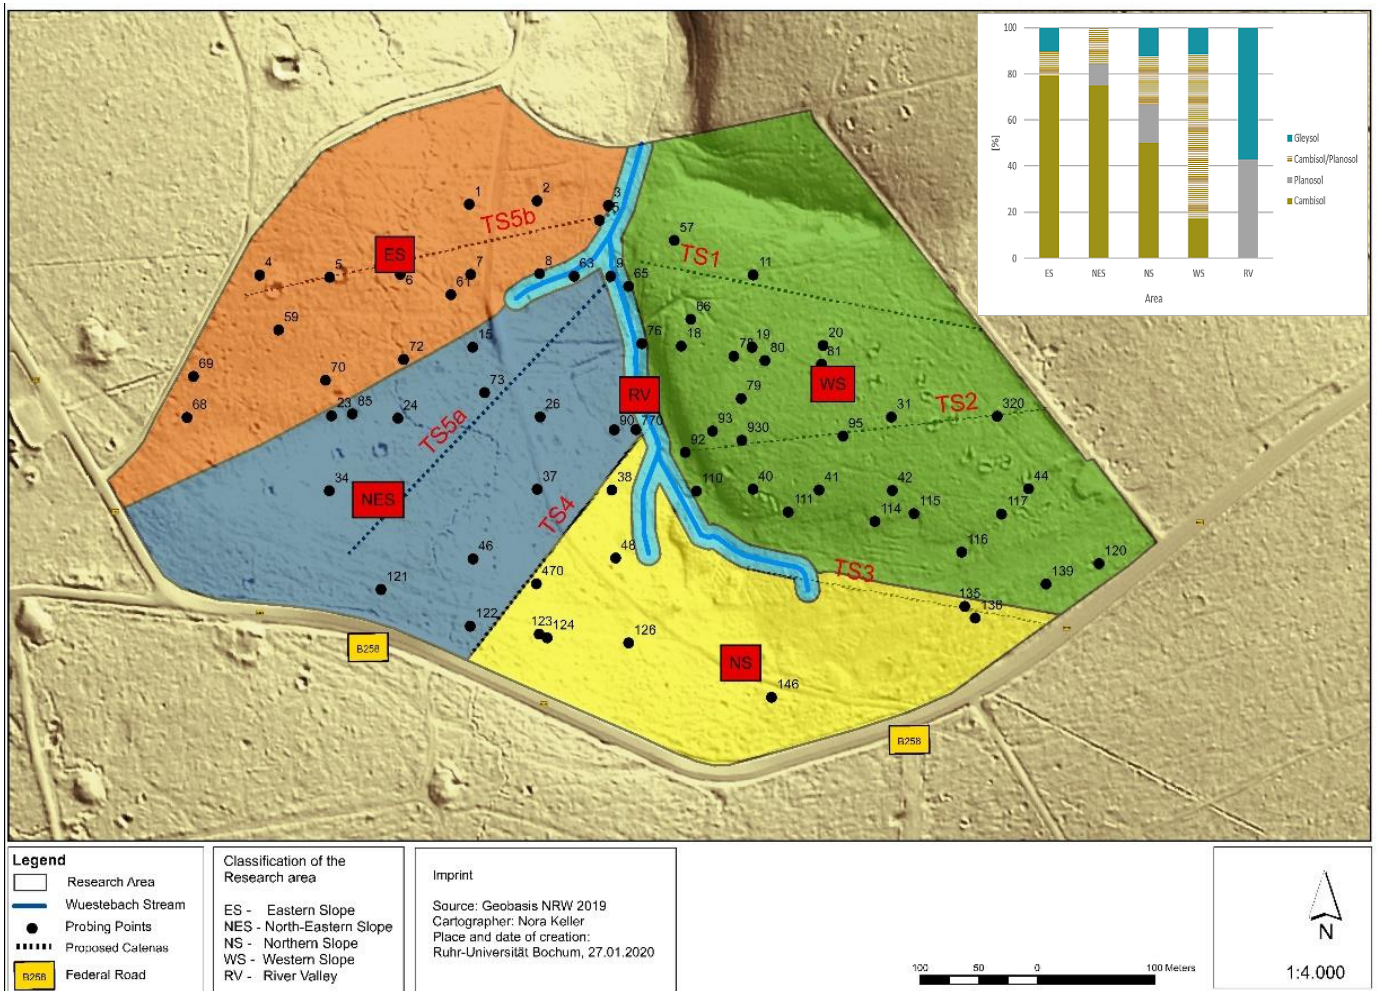 100
80
60
40
20
0
[%]
ES NES NS WS RV
Area
Gleysol
Cambisol/Planosol
Planosol
Cambisol
1
2
3
5
TS5b
ES
4
5
6
7
8
63
9
65
61
59
57
TS1
11
66
76
18
78
19
80
20
81
WS
69
68
70
72
15
73
23
85
24
26
TS5a
RV
90
770
79
93
930
92
95
31
TS2
320
34
NES
37
TS4
38
110
40
111
41
42
114
115
44
117
116
46
48
470
121
122
123
124
126
TS3
120
139
135
136
NS
146
B258
B258
Legend
Research Area
Wuestebach Stream
Probing Points
Proposed Catenas
B258 Federal Road
Classification of the
Research area
ES - Eastern Slope
NES - North-Eastern Slope
NS - Northern Slope
WS - Western Slope
RV - River Valley
Imprint
Source: Geobasis NRW 2019
Cartographer: Nora Keller
Place and date of creation:
Ruhr-Universität Bochum, 27.01.2020
100 50 0 100 Meters
N
1:4.000